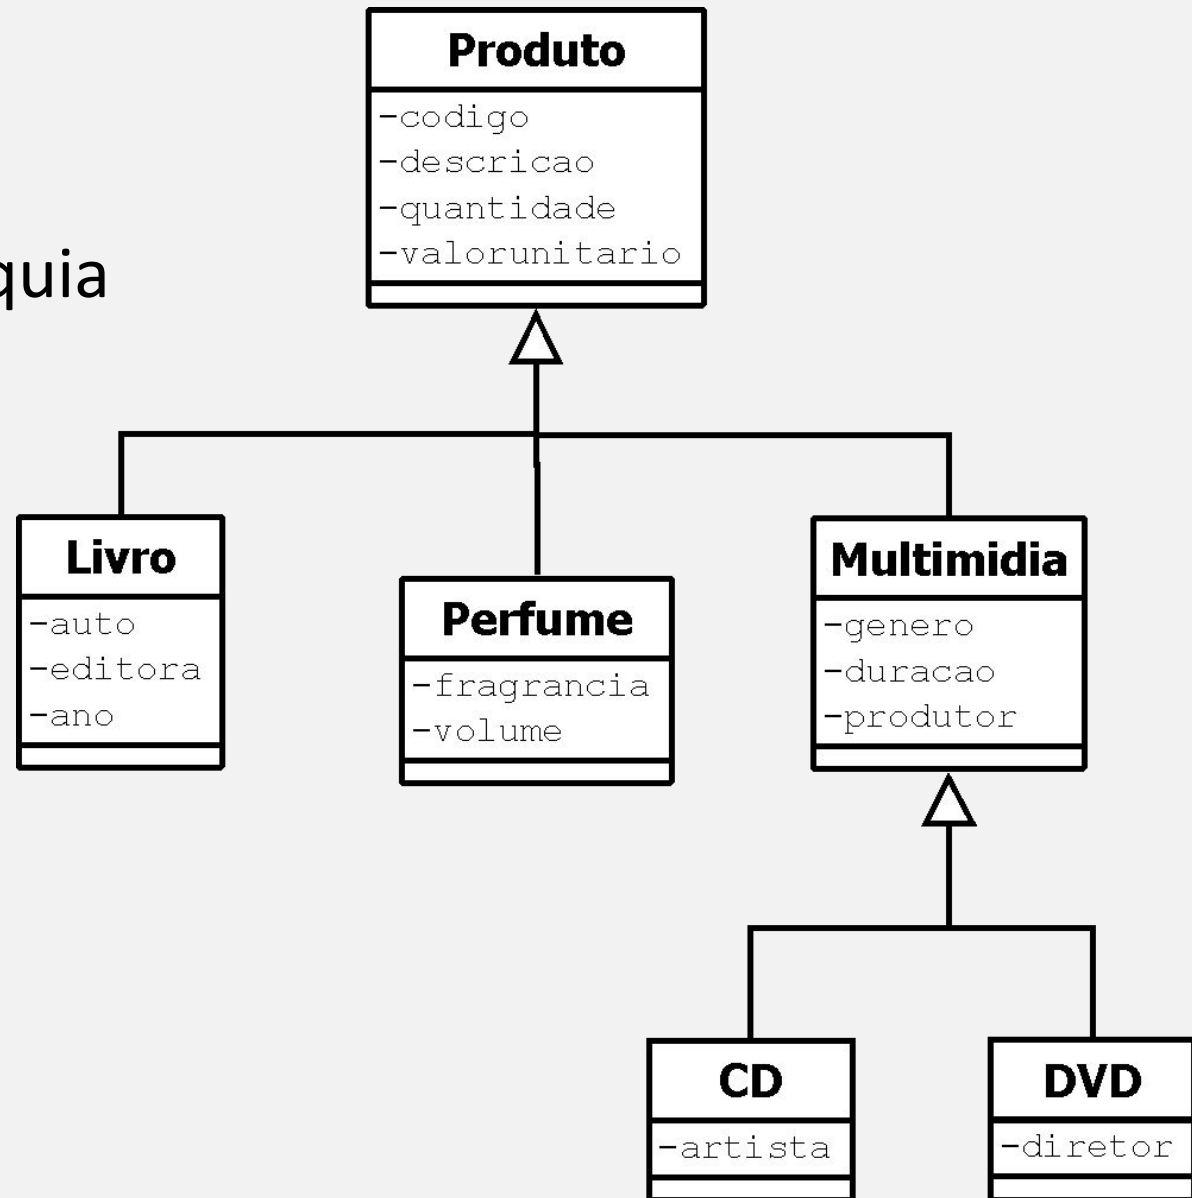 Produto
-codigo
-descricao
-quantidade
-valorunitario
quia
Livro
-auto
-editora
-ano
Perfume
-fragrancia
-volume
Multimidia
-genero
-duracao
-produtor
CD
-artista
DVD
-diretor